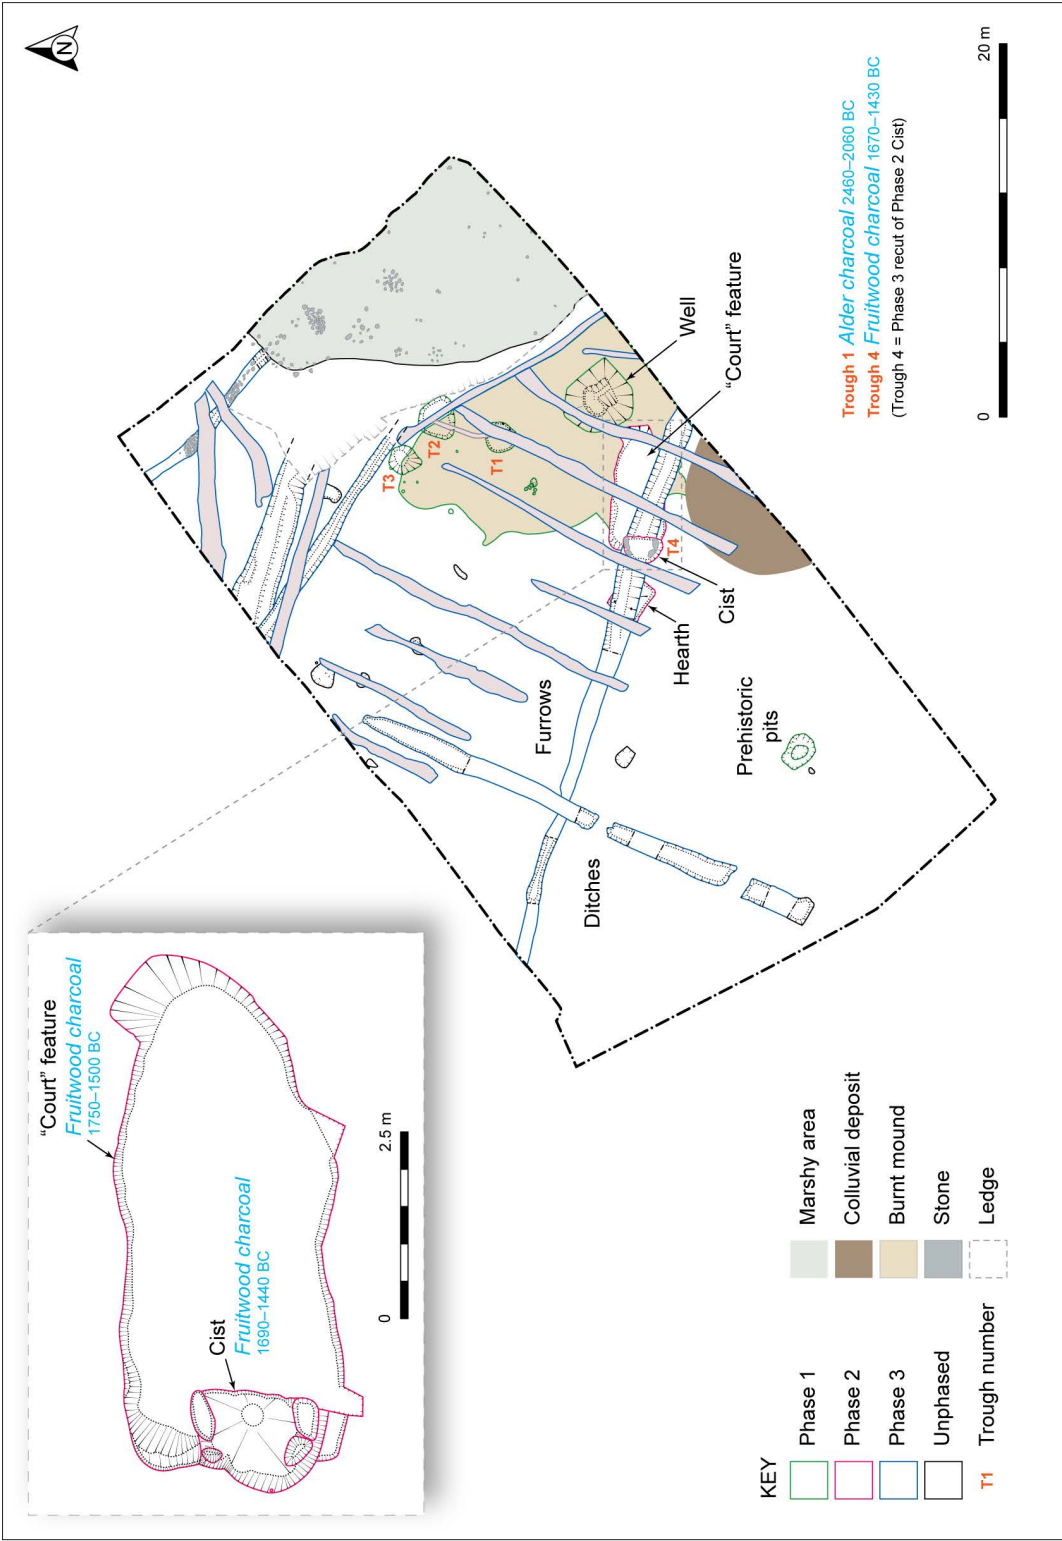 N
"Court" feature
Fruitwood charcoal
1750–1500 BC
Cist
Fruitwood charcoal
1690–1440 BC
0
2.5 m
T3
T2
T1
T4
Well
"Court" feature
Cist
Hearth
Furrows
Ditches
Prehistoric
pits
Trough 1 Alder charcoal 2460–2060 BC
Trough 4 Fruitwood charcoal 1670–1430 BC
(Trough 4 = Phase 3 recut of Phase 2 Cist)
0
20 m
KEY
Phase 1
Phase 2
Phase 3
Unphased
T1
Trough number
Marshy area
Colluvial deposit
Burnt mound
Stone
Ledge